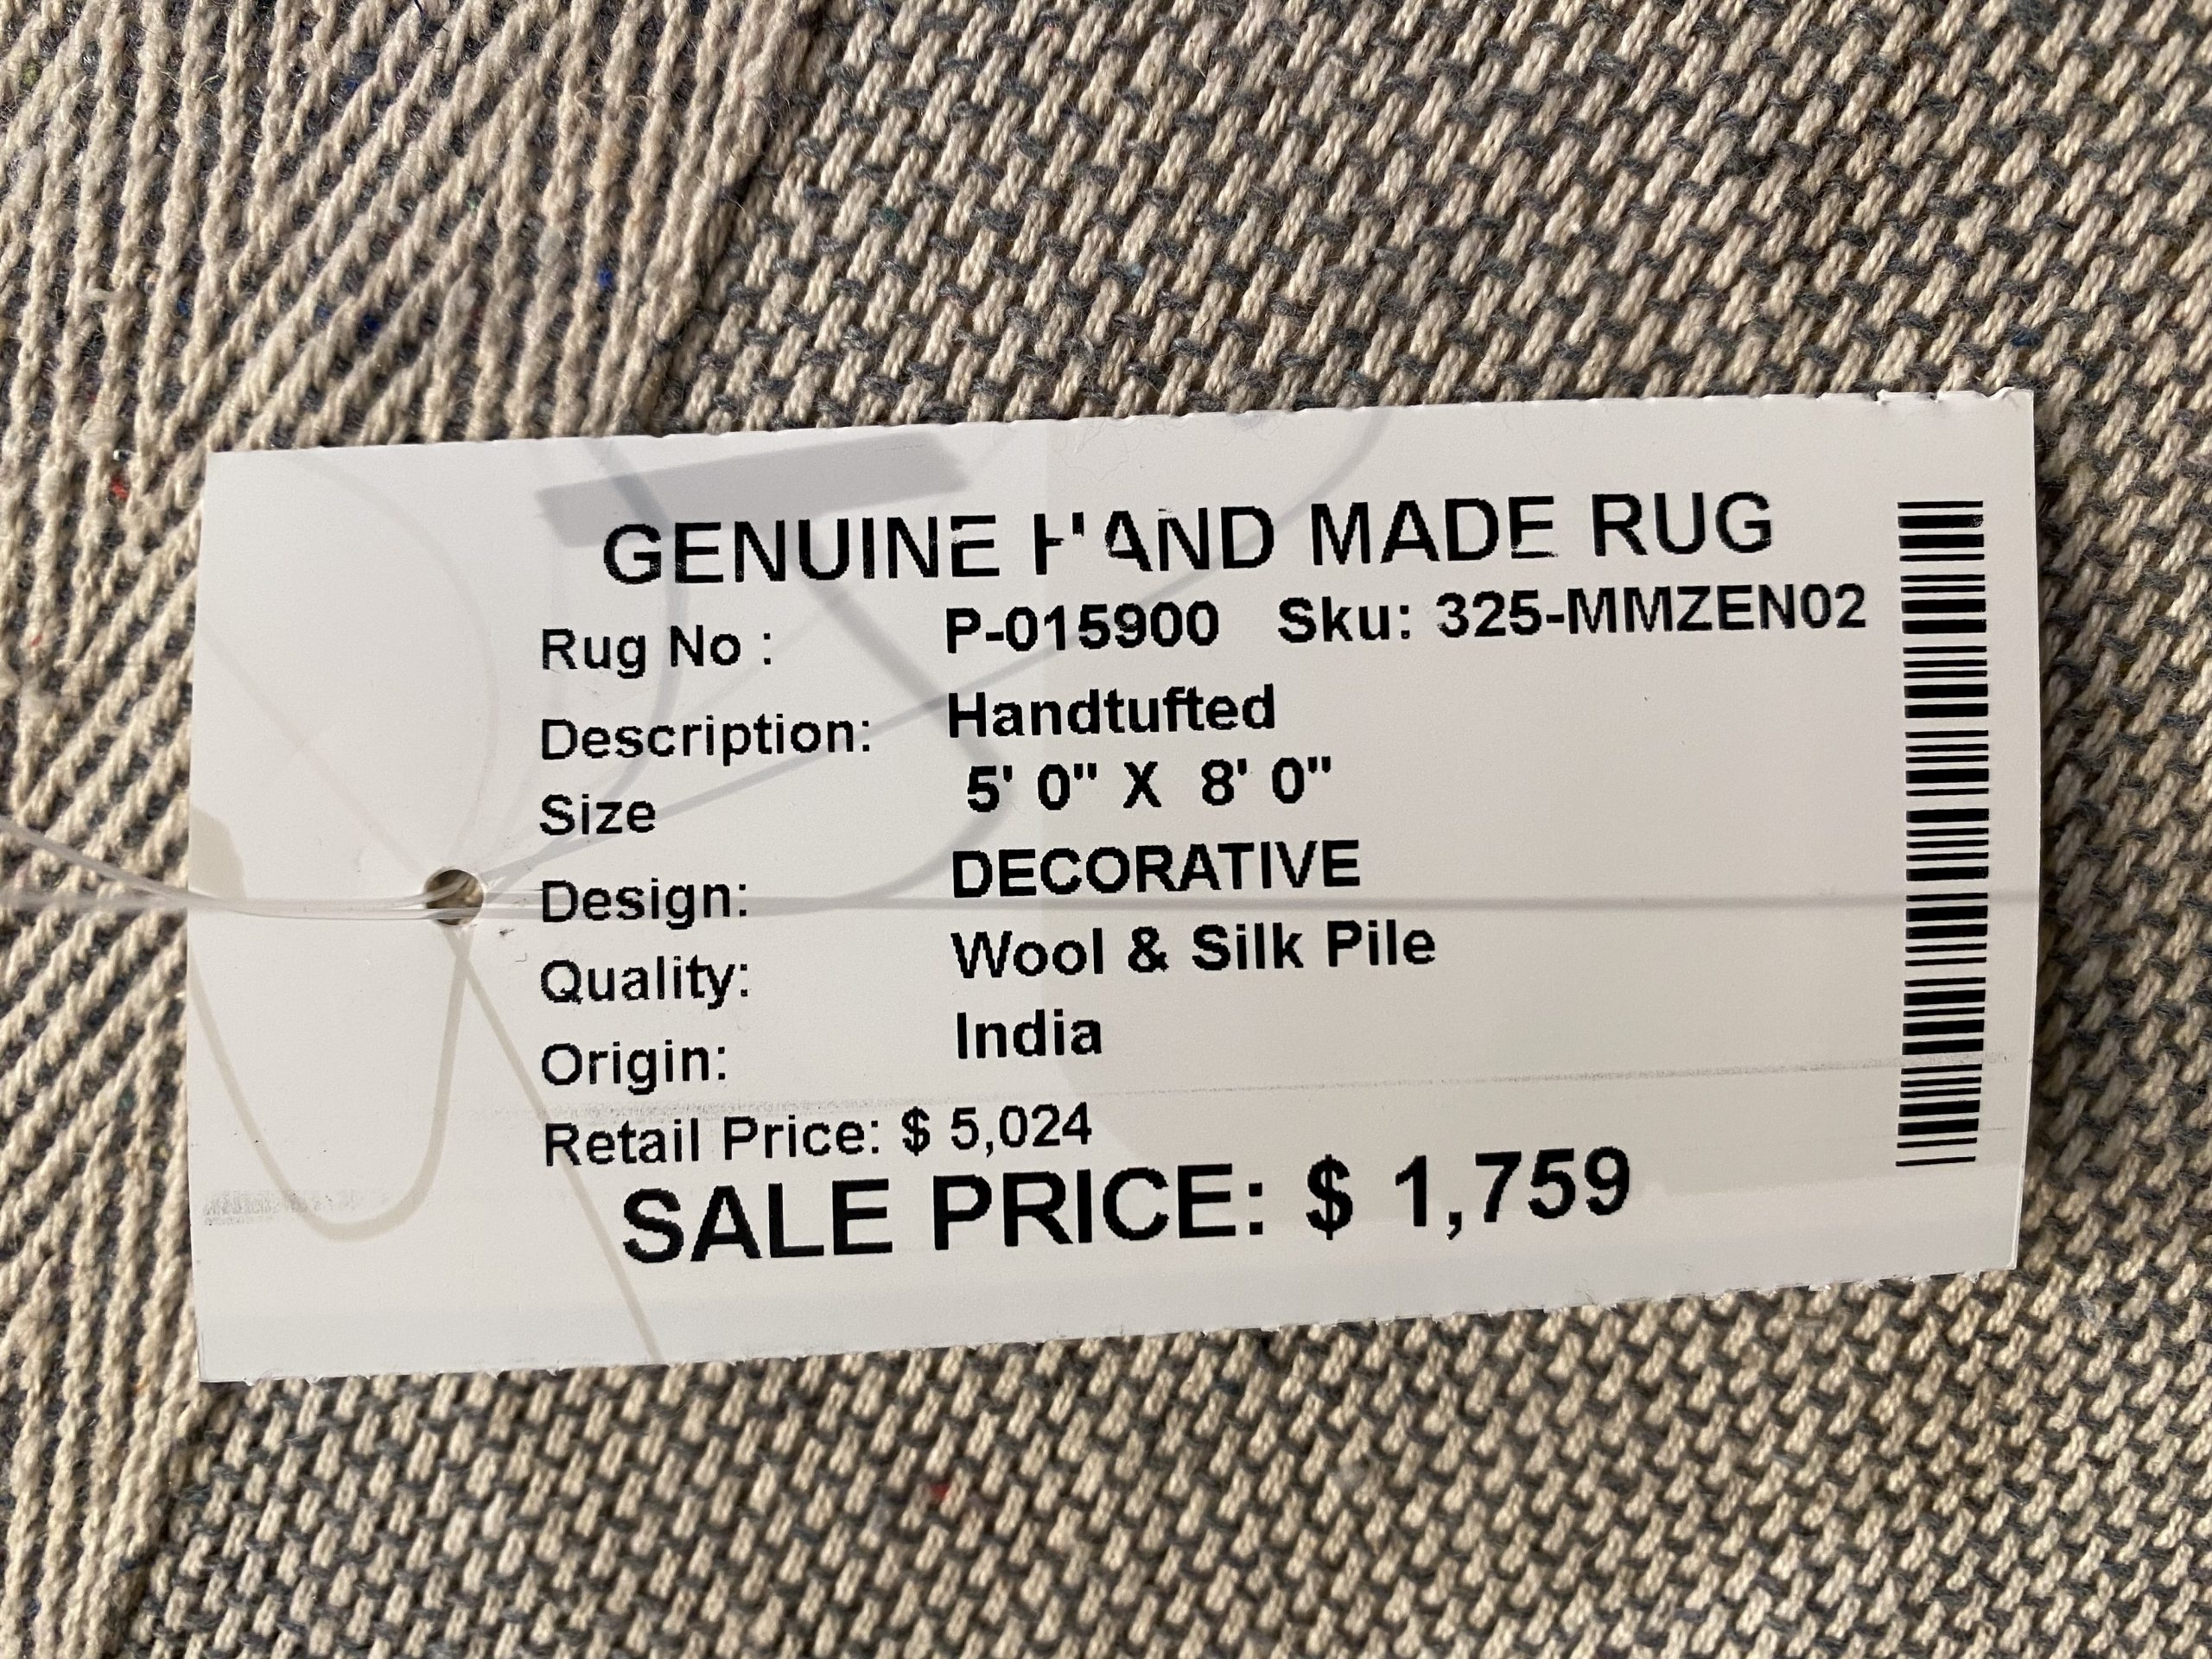 GENUINE HAND MADE RUG
Rug No : P-015900 Sku: 325-MMZEN02
Description: Handtufted
Size 5' 0" X 8' 0"
Design: DECORATIVE
Quality: Wool & Silk Pile
Origin: India
Retail Price: $ 5,024
SALE PRICE: $ 1,759